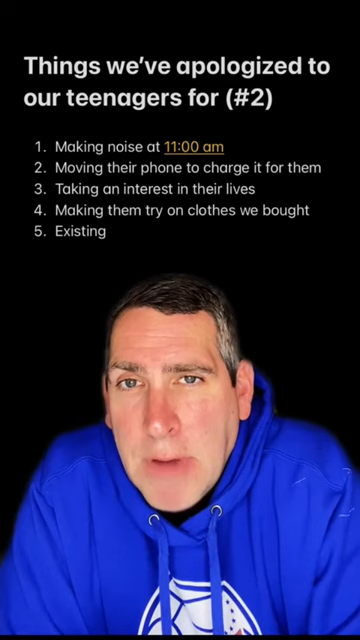 Things we’ve apologized to
our teenagers for (#2)
1. Making noise at 11:00 am
2. Moving their phone to charge it for them
3. Taking an interest in their lives
4. Making them try on clothes we bought
5. Existing